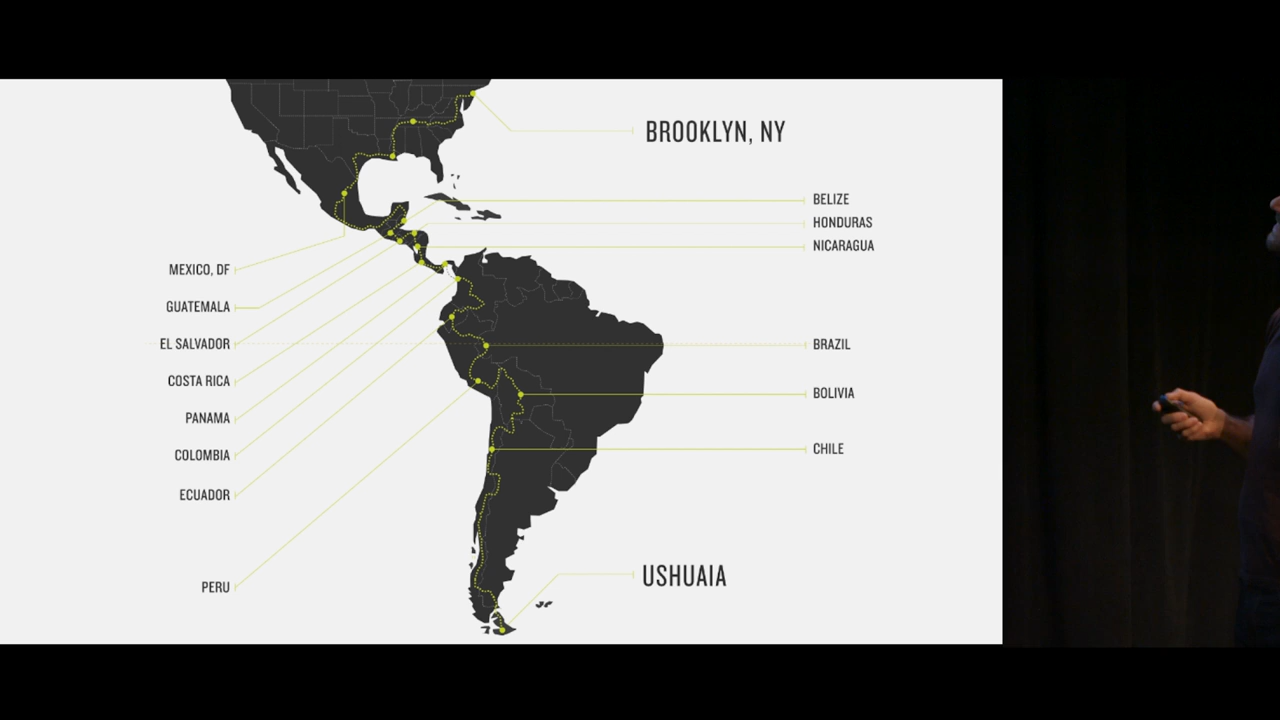 BROOKLYN, NY
BELIZE
HONDURAS
NICARAGUA
MEXICO, DF
GUATEMALA
EL SALVADOR
COSTA RICA
PANAMA
COLOMBIA
ECUADOR
PERU
BRAZIL
BOLIVIA
CHILE
USHUAIA